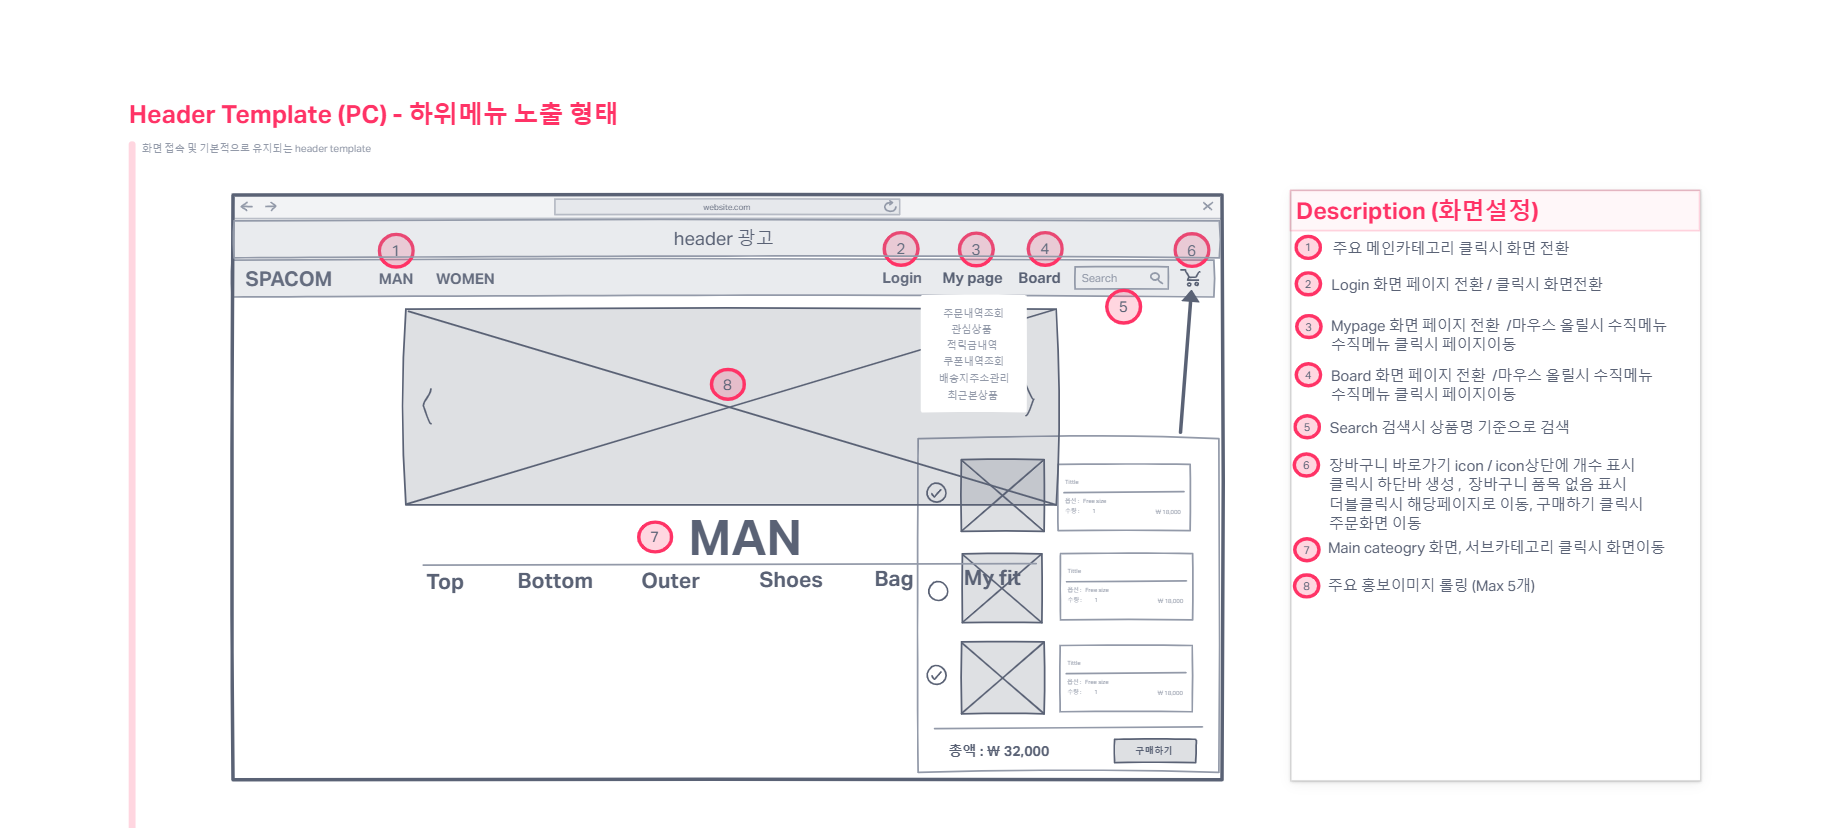 Header Template (PC) - 하위메뉴 노출 형태
화면 접속 및 기본적으로 유지되는 header template
website.com
header 광고
1
2
3
4
6
SPACOM
MAN
WOMEN
Login
My page
Board
Search
5
주문내역조회
관심상품
적립금내역
쿠폰내역조회
배송지주소관리
최근본상품
8
7
MAN
Top
Bottom
Outer
Shoes
Bag
My fit
Tittle
옵션 : Free size
수량 : 1
₩ 10,000
Tittle
옵션 : Free size
수량 : 1
₩ 10,000
Tittle
옵션 : Free size
수량 : 1
₩ 10,000
총액 : ₩ 32,000
구매하기
Description (화면설정)
1 주요 메인카테고리 클릭시 화면 전환
2 Login 화면 페이지 전환 / 클릭시 화면전환
3 Mypage 화면 페이지 전환 /마우스 올릴시 수직메뉴
수직메뉴 클릭시 페이지이동
4 Board 화면 페이지 전환 /마우스 올릴시 수직메뉴
수직메뉴 클릭시 페이지이동
5 Search 검색시 상품명 기준으로 검색
6 장바구니 바로가기 icon / icon상단에 개수 표시
클릭시 하단바 생성 , 장바구니 품목 없음 표시
더블클릭시 해당페이지로 이동, 구매하기 클릭시
주문화면 이동
7 Main cateogry 화면, 서브카테고리 클릭시 화면이동
8 주요 홍보이미지 롤링 (Max 5개)